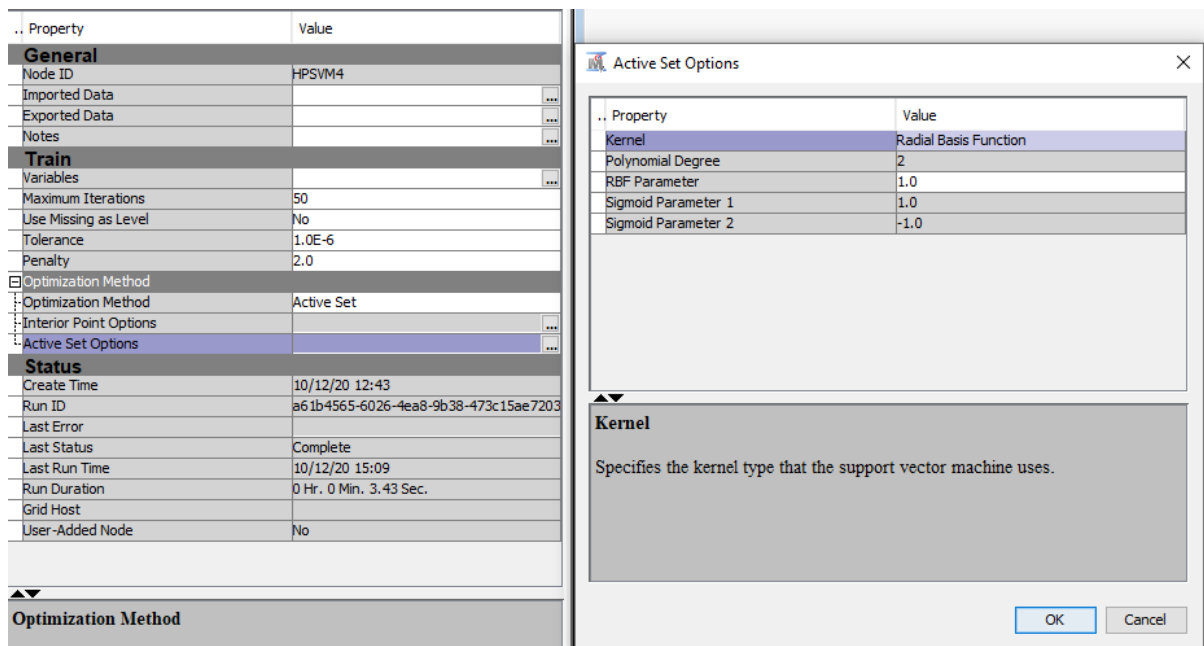 .. Property Value
General
Node ID HPSVM4
Imported Data ...
Exported Data ...
Notes ...
Train
Variables ...
Maximum Iterations 50
Use Missing as Level No
Tolerance 1.0E-6
Penalty 2.0
Optimization Method
Optimization Method Active Set
Interior Point Options ...
Active Set Options ...
Status
Create Time 10/12/20 12:43
Run ID a61b4565-6026-4ea8-9b38-473c15ae7203
Last Error
Last Status Complete
Last Run Time 10/12/20 15:09
Run Duration 0 Hr. 0 Min. 3.43 Sec.
Grid Host
User-Added Node No
Optimization Method
Active Set Options
.. Property Value
Kernel Radial Basis Function
Polynomial Degree 2
RBF Parameter 1.0
Sigmoid Parameter 1 1.0
Sigmoid Parameter 2 -1.0
Kernel
Specifies the kernel type that the support vector machine uses.
OK Cancel